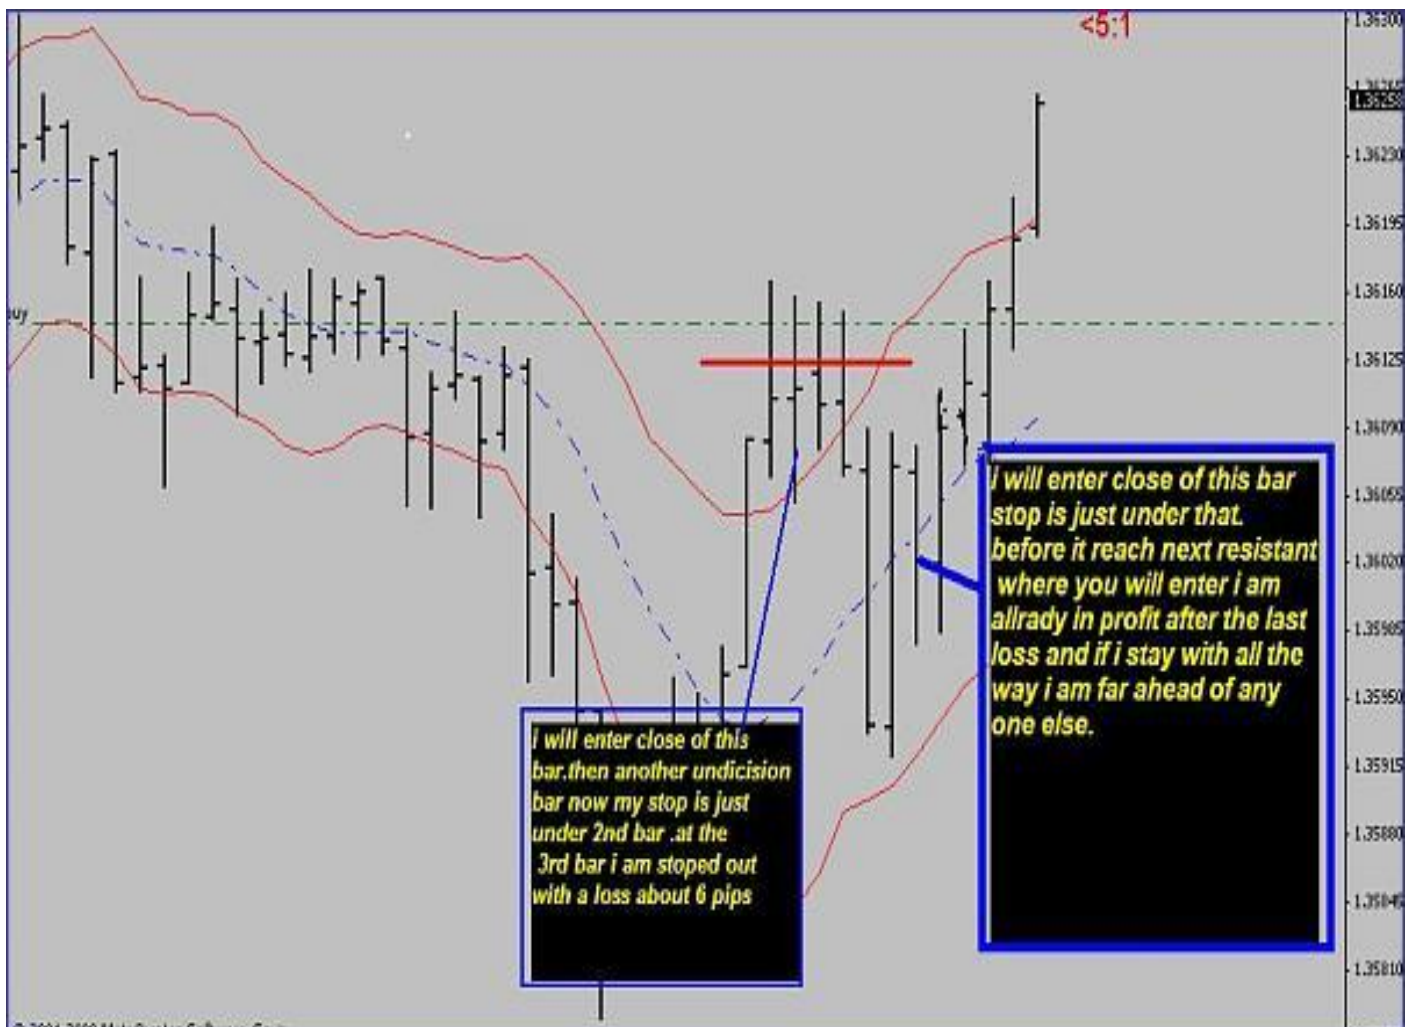 <5:1
1.36300
1.36265
1.36258
1.36230
1.36195
1.36160
buy
1.36125
1.36090
i will enter close of this bar
stop is just under that.
before it reach next resistant
where you will enter i am
allrady in profit after the last
loss and if i stay with all the
way i am far ahead of any
one else.
1.36055
1.36020
1.35985
1.35950
i will enter close of this
bar.then another undicision
bar now my stop is just
under 2nd bar .at the
3rd bar i am stoped out
with a loss about 6 pips
1.35915
1.35880
1.35845
1.35810